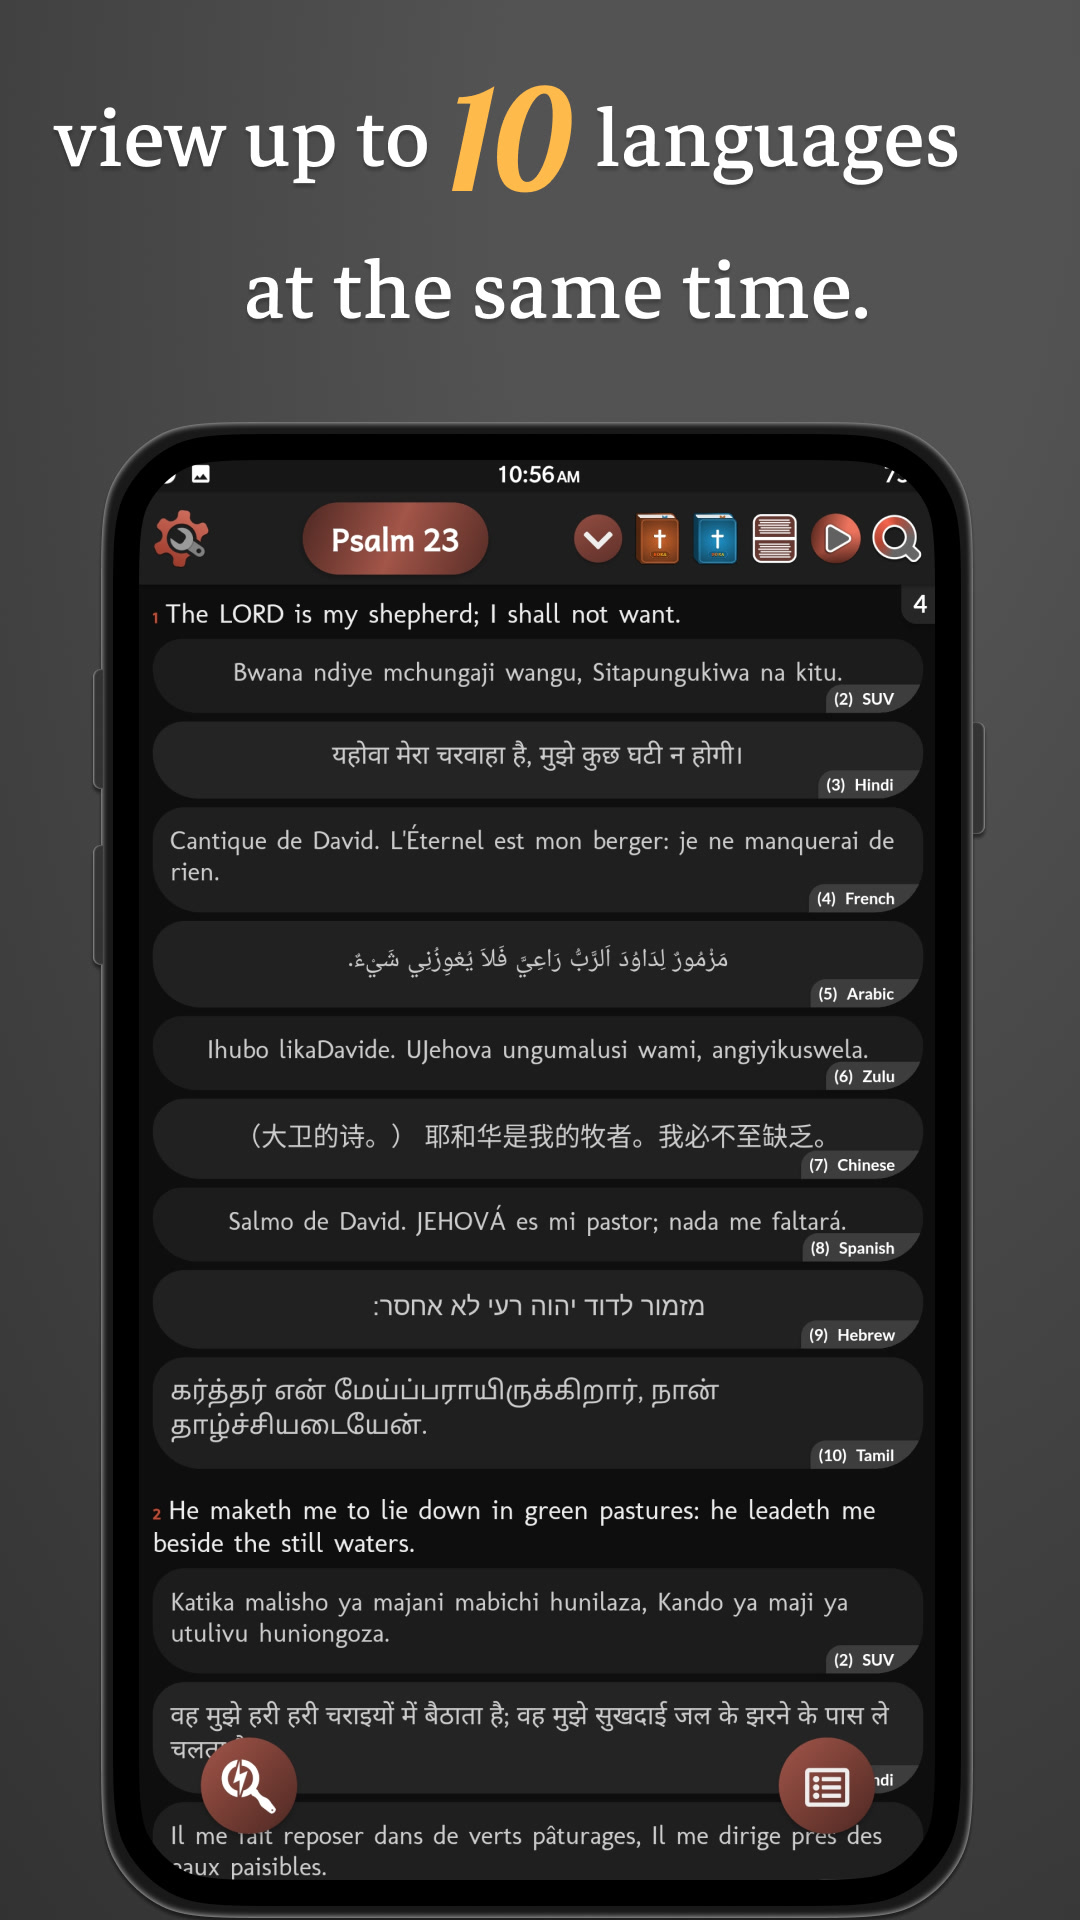 view up to 10 languages
at the same time.
10:56 AM
Psalm 23
4
1 The LORD is my shepherd; I shall not want.
Bwana ndiye mchungaji wangu, Sitapungukiwa na kitu.
(2) SUV
यहोवा मेरा चरवाहा है, मुझे कुछ घटी न होगी।
(3) Hindi
Cantique de David. L'Éternel est mon berger: je ne manquerai de
rien.
(4) French
مَزْمُورٌ لِدَاوُدَ اَلرَّبُّ رَاعِيَّ فَلاَ يُعْوِزُنِي شَيْءٌ.
(5) Arabic
Ihubo likaDavide. UJehova ungumalusi wami, angiyikuswela.
(6) Zulu
（大卫的诗。） 耶和华是我的牧者。我必不至缺乏。
(7) Chinese
Salmo de David. JEHOVÁ es mi pastor; nada me faltará.
(8) Spanish
מזמור לדוד יהוה רעי לא אחסר:
(9) Hebrew
கர்த்தர் என் மேய்ப்பராயிருக்கிறார், நான்
தாழ்ச்சியடையேன்.
(10) Tamil
2 He maketh me to lie down in green pastures: he leadeth me
beside the still waters.
Katika malisho ya majani mabichi hunilaza, Kando ya maji ya
utulivu huniongoza.
(2) SUV
वह मुझे हरी हरी चराइयों में बैठाता है; वह मुझे सुखदाई जल के झरने के पास ले
Il me fait reposer dans de verts pâturages, Il me dirige près des
eaux paisibles.